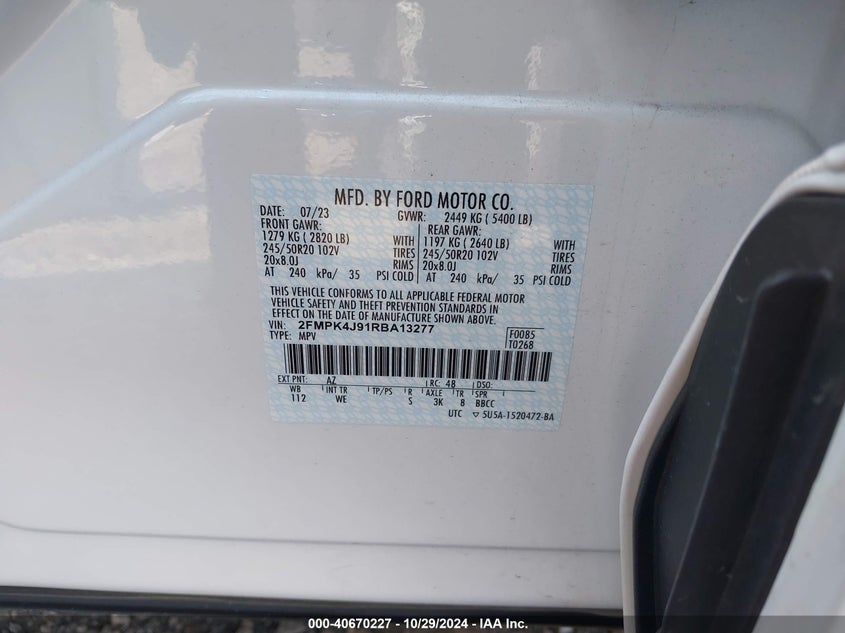 MFD. BY FORD MOTOR CO.
DATE: 07/23 GVWR: 2449 KG ( 5400 LB)
FRONT GAWR: REAR GAWR:
1279 KG ( 2820 LB) WITH 1197 KG ( 2640 LB) WITH
245/50R20 102V TIRES 245/50R20 102V TIRES
20x8.0J RIMS 20x8.0J RIMS
AT 240 kPa/ 35 PSI COLD AT 240 kPa/ 35 PSI COLD
THIS VEHICLE CONFORMS TO ALL APPLICABLE FEDERAL MOTOR
VEHICLE SAFETY AND THEFT PREVENTION STANDARDS IN
EFFECT ON THE DATE OF MANUFACTURE SHOWN ABOVE.
VIN: 2FMPK4J91RBA13277 F0085
TYPE: MPV T0268
EXT PNT: AZ RC: 48 DSO:
WB INT TR TP/PS R AXLE TR SPR
112 WE S 3K 8 BBCC
UTC ▽ 5U5A-1520472-BA
000-40670227 - 10/29/2024 - IAA Inc.